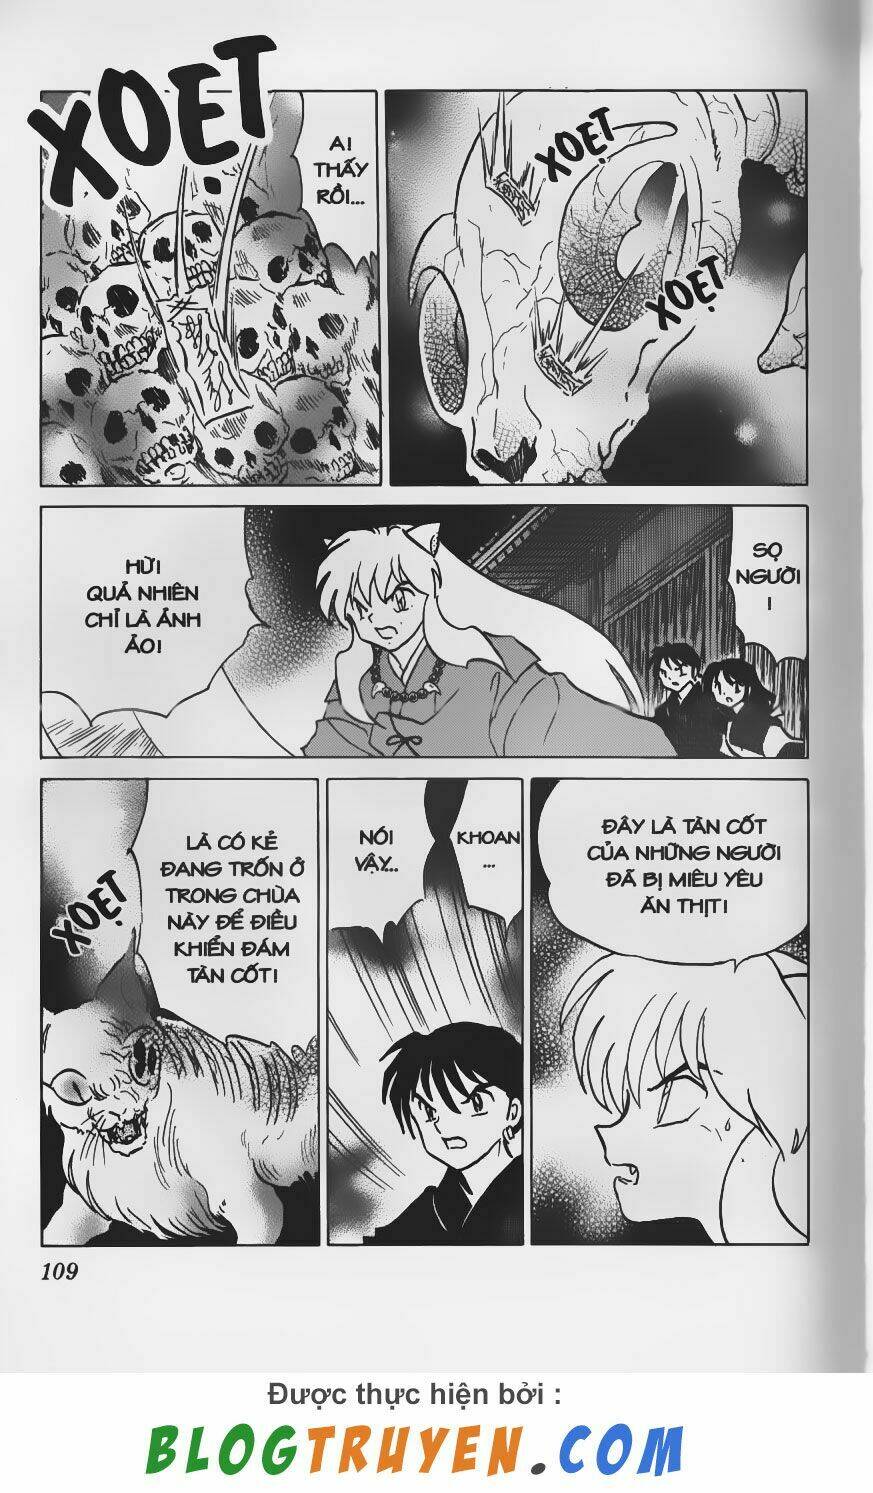 XOẸT
XOẸT
A!
THẤY
RỒI...
XOẸT
SỌ
NGƯỜI
!
HỪ!
QUẢ NHIÊN
CHỈ LÀ ẢNH
ẢO!
ĐÂY LÀ TÀN CỐT
CỦA NHỮNG NGƯỜI
ĐÃ BỊ MIÊU YÊU
ĂN THỊT!
KHOAN
...
NÓI
VẬY...
LÀ CÓ KẺ
ĐANG TRỐN Ở
TRONG CHÙA
NÀY ĐỂ ĐIỀU
KHIỂN ĐÁM
TÀN CỐT!
XOẸT
109
Được thực hiện bởi :
BLOGTRUYEN.COM